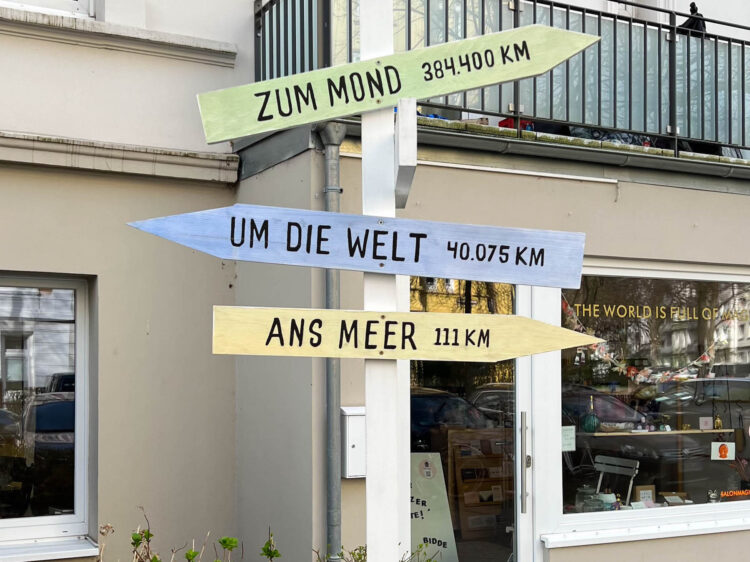 ZUM MOND 384.400 KM
UM DIE WELT 40.075 KM
ANS MEER 111 KM
THE WORLD IS FULL OF
BIDDE